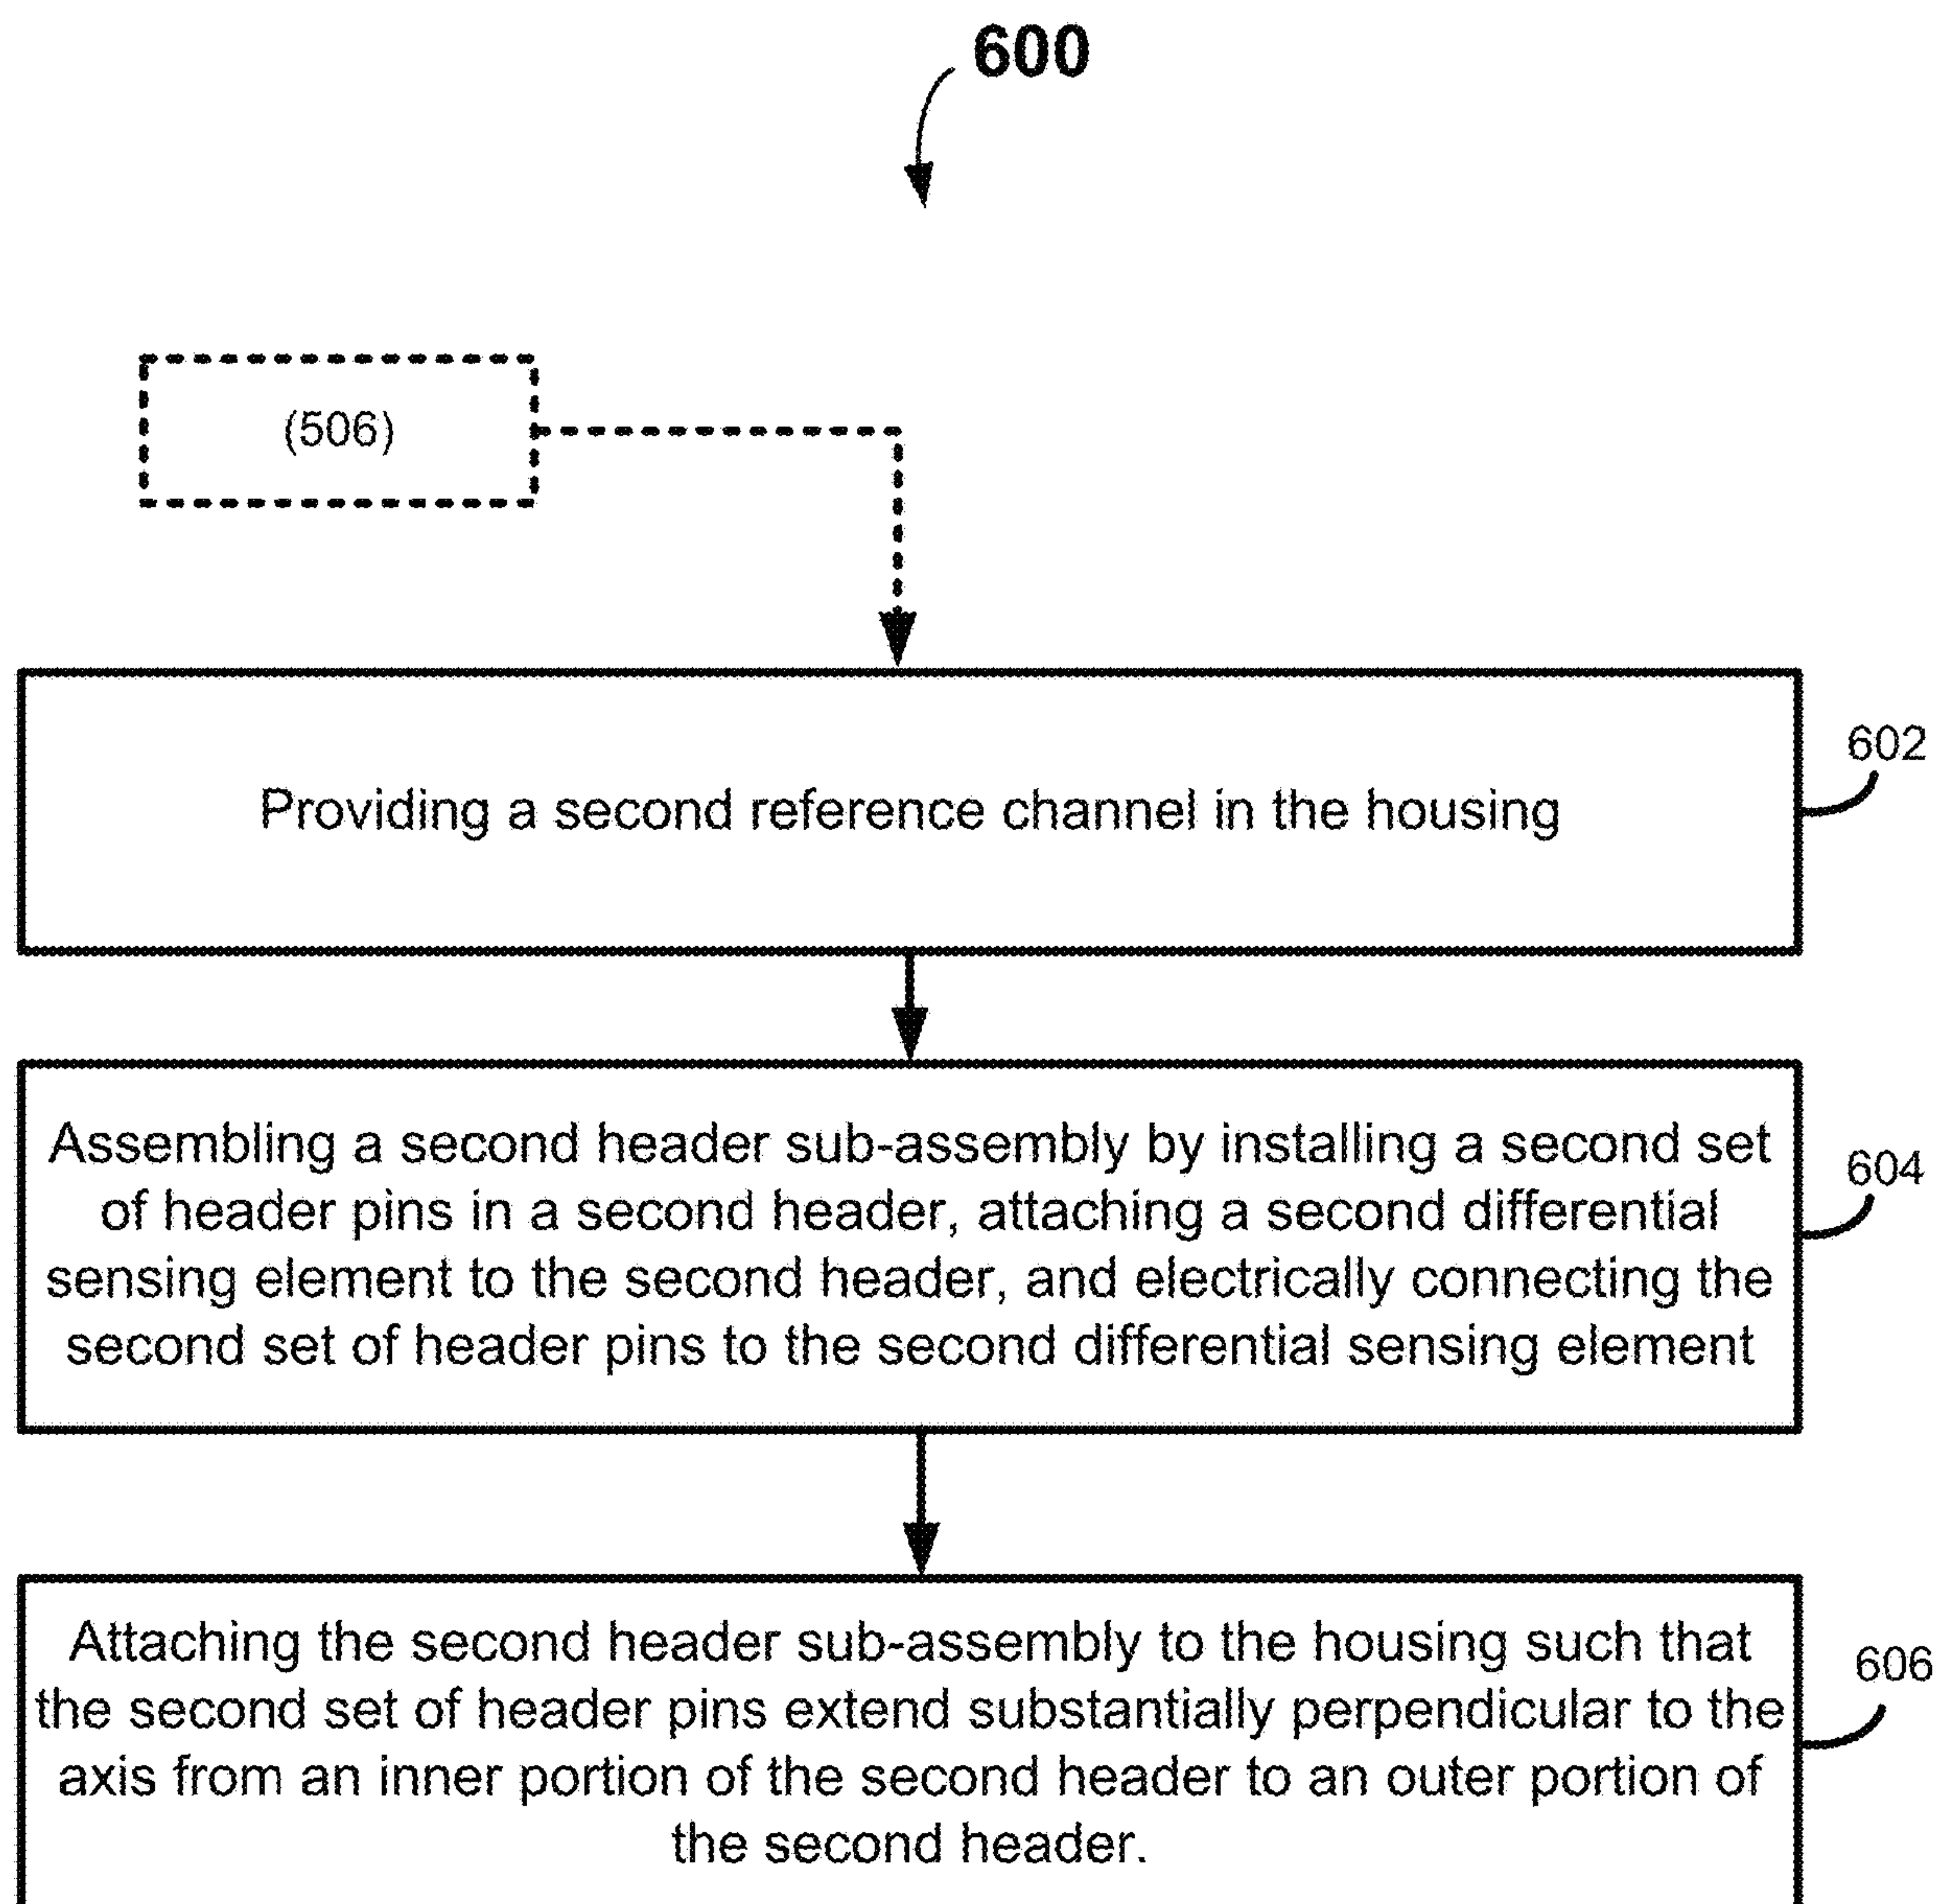 600
(506)
Providing a second reference channel in the housing
602
Assembling a second header sub-assembly by installing a second set
of header pins in a second header, attaching a second differential
sensing element to the second header, and electrically connecting the
second set of header pins to the second differential sensing element
604
Attaching the second header sub-assembly to the housing such that
the second set of header pins extend substantially perpendicular to the
axis from an inner portion of the second header to an outer portion of
the second header.
606